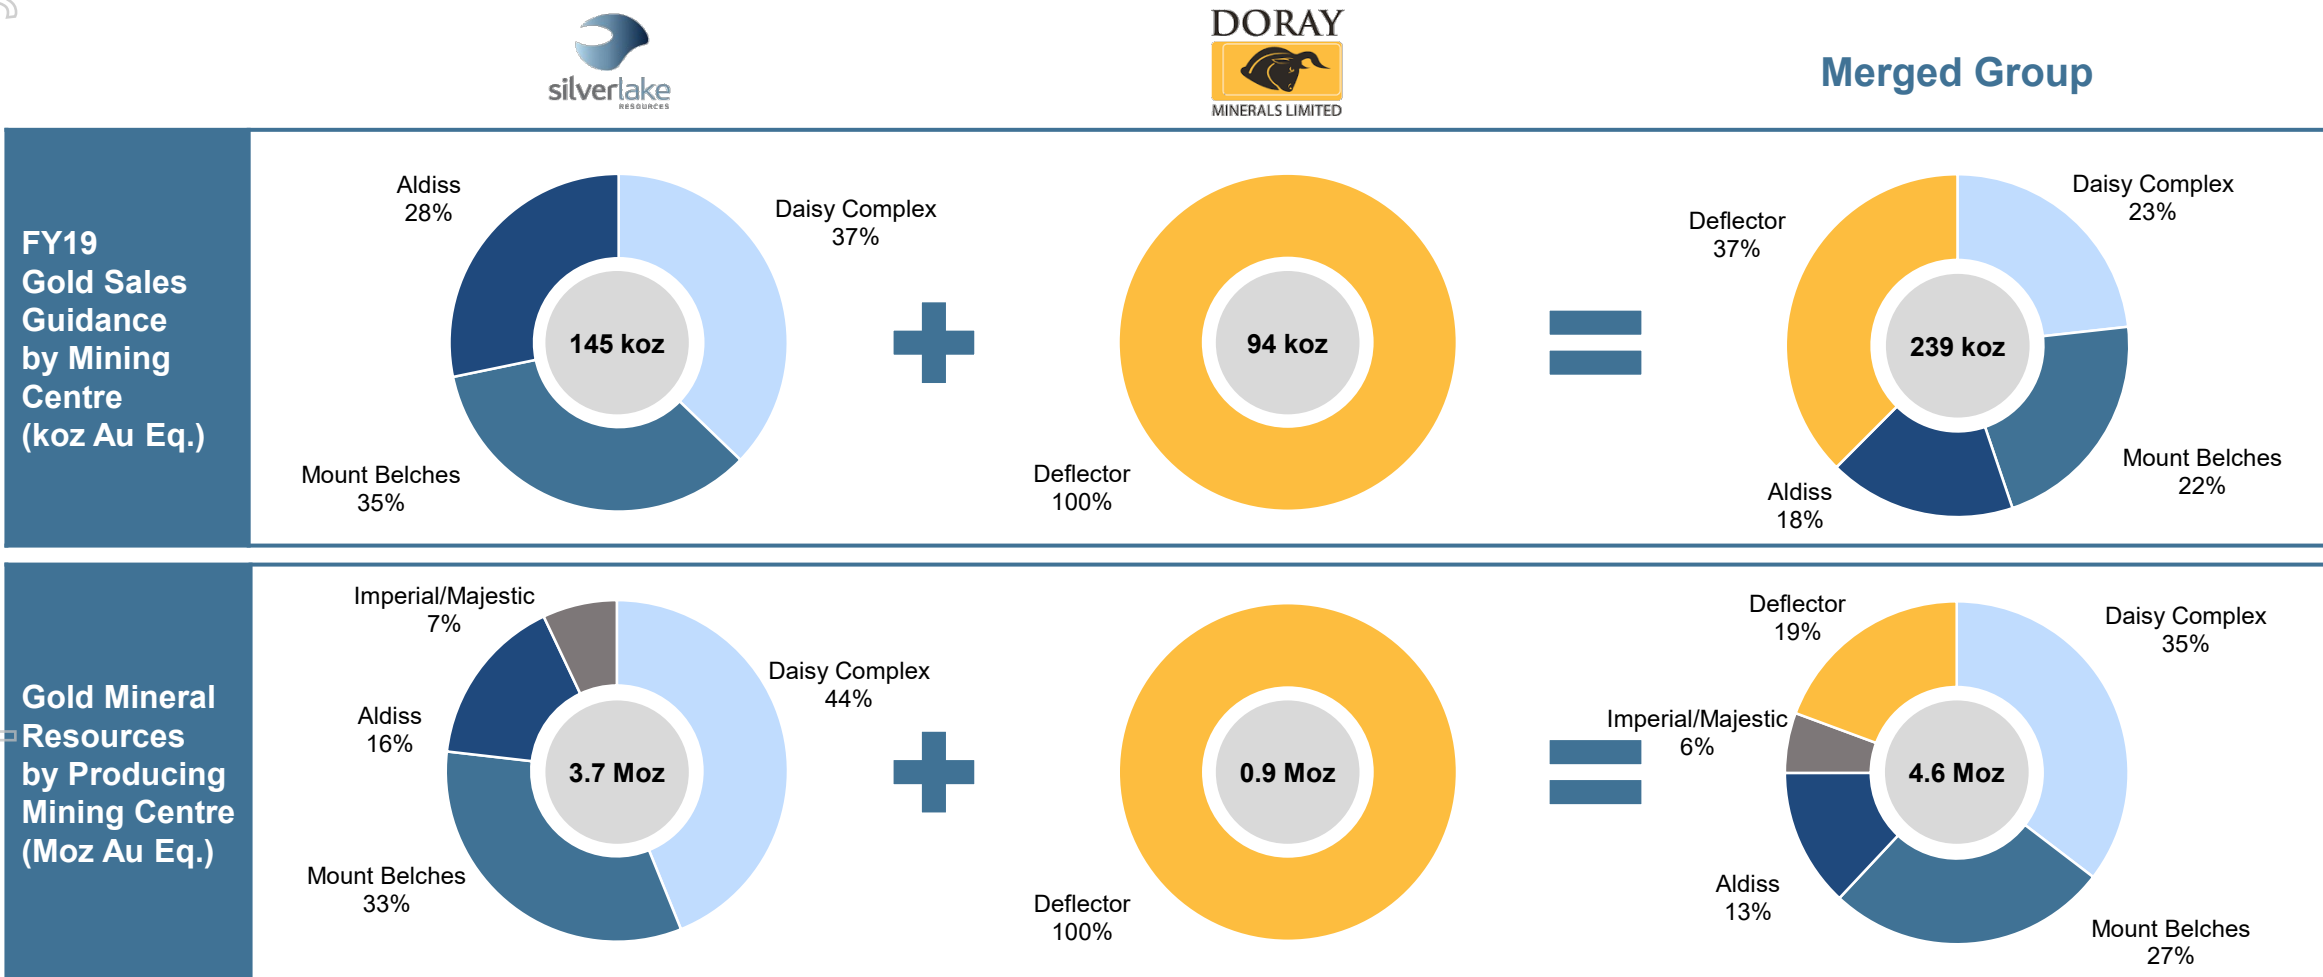 silverlake
RESOURCES
DORAY
MINERALS LIMITED
Merged Group
FY19
Gold Sales
Guidance
by Mining
Centre
(koz Au Eq.)
Aldiss
28%
Daisy Complex
37%
145 koz
Mount Belches
35%
94 koz
Deflector
100%
Daisy Complex
23%
Deflector
37%
239 koz
Mount Belches
22%
Aldiss
18%
Gold Mineral
Resources
by Producing
Mining Centre
(Moz Au Eq.)
Imperial/Majestic
7%
Daisy Complex
44%
Aldiss
16%
3.7 Moz
Mount Belches
33%
0.9 Moz
Deflector
100%
Deflector
19%
Daisy Complex
35%
Imperial/Majestic
6%
4.6 Moz
Aldiss
13%
Mount Belches
27%